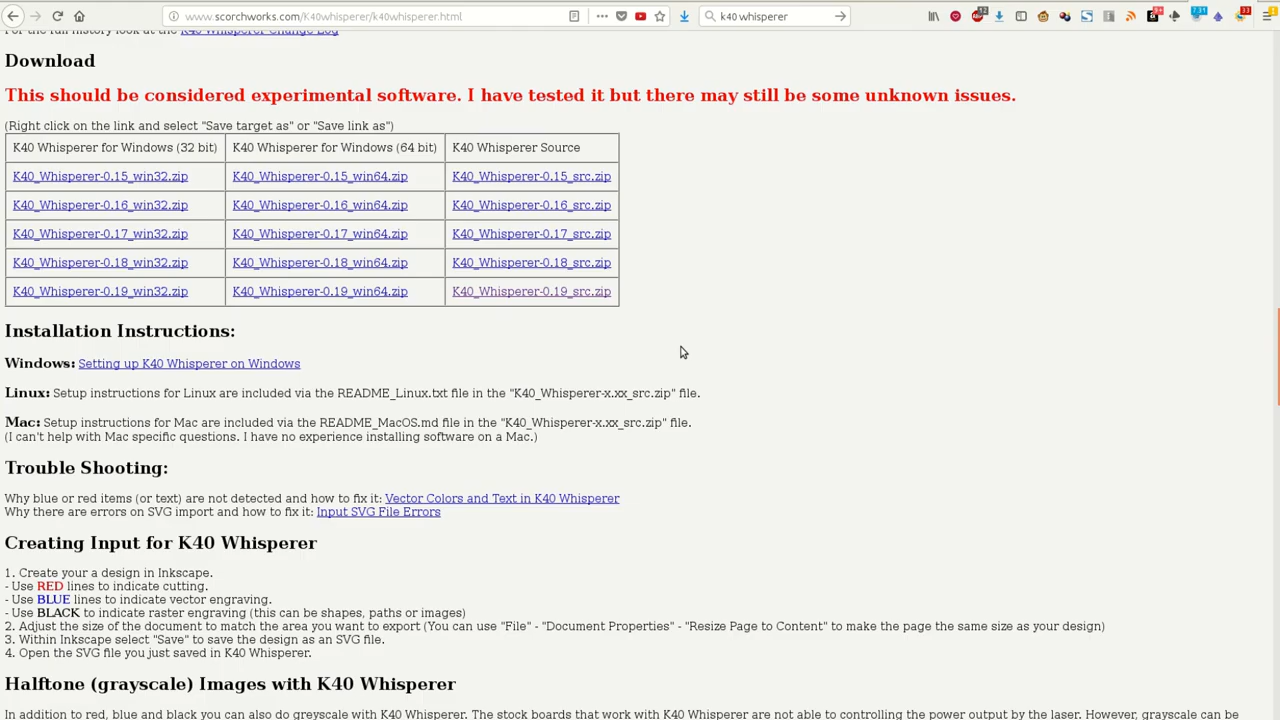 www.scorchworks.com/K40whisperer/k40whisperer.html
k40 whisperer
For the full history look at the K40 Whisperer Change Log
Download
This should be considered experimental software. I have tested it but there may still be some unknown issues.
(Right click on the link and select "Save target as" or "Save link as")
K40 Whisperer for Windows (32 bit) K40 Whisperer for Windows (64 bit) K40 Whisperer Source
K40_Whisperer-0.15_win32.zip K40_Whisperer-0.15_win64.zip K40_Whisperer-0.15_src.zip
K40_Whisperer-0.16_win32.zip K40_Whisperer-0.16_win64.zip K40_Whisperer-0.16_src.zip
K40_Whisperer-0.17_win32.zip K40_Whisperer-0.17_win64.zip K40_Whisperer-0.17_src.zip
K40_Whisperer-0.18_win32.zip K40_Whisperer-0.18_win64.zip K40_Whisperer-0.18_src.zip
K40_Whisperer-0.19_win32.zip K40_Whisperer-0.19_win64.zip K40_Whisperer-0.19_src.zip
Installation Instructions:
Windows: Setting up K40 Whisperer on Windows
Linux: Setup instructions for Linux are included via the README_Linux.txt file in the "K40_Whisperer-x.xx_src.zip" file.
Mac: Setup instructions for Mac are included via the README_MacOS.md file in the "K40_Whisperer-x.xx_src.zip" file.
(I can't help with Mac specific questions. I have no experience installing software on a Mac.)
Trouble Shooting:
Why blue or red items (or text) are not detected and how to fix it: Vector Colors and Text in K40 Whisperer
Why there are errors on SVG import and how to fix it: Input SVG File Errors
Creating Input for K40 Whisperer
1. Create your a design in Inkscape.
- Use RED lines to indicate cutting.
- Use BLUE lines to indicate vector engraving.
- Use BLACK to indicate raster engraving (this can be shapes, paths or images)
2. Adjust the size of the document to match the area you want to export (You can use "File" - "Document Properties" - "Resize Page to Content" to make the page the same size as your design)
3. Within Inkscape select "Save" to save the design as an SVG file.
4. Open the SVG file you just saved in K40 Whisperer.
Halftone (grayscale) Images with K40 Whisperer
In addition to red, blue and black you can also do greyscale with K40 Whisperer. The stock boards that work with K40 Whisperer are not able to controlling the power output by the laser. However, grayscale can be